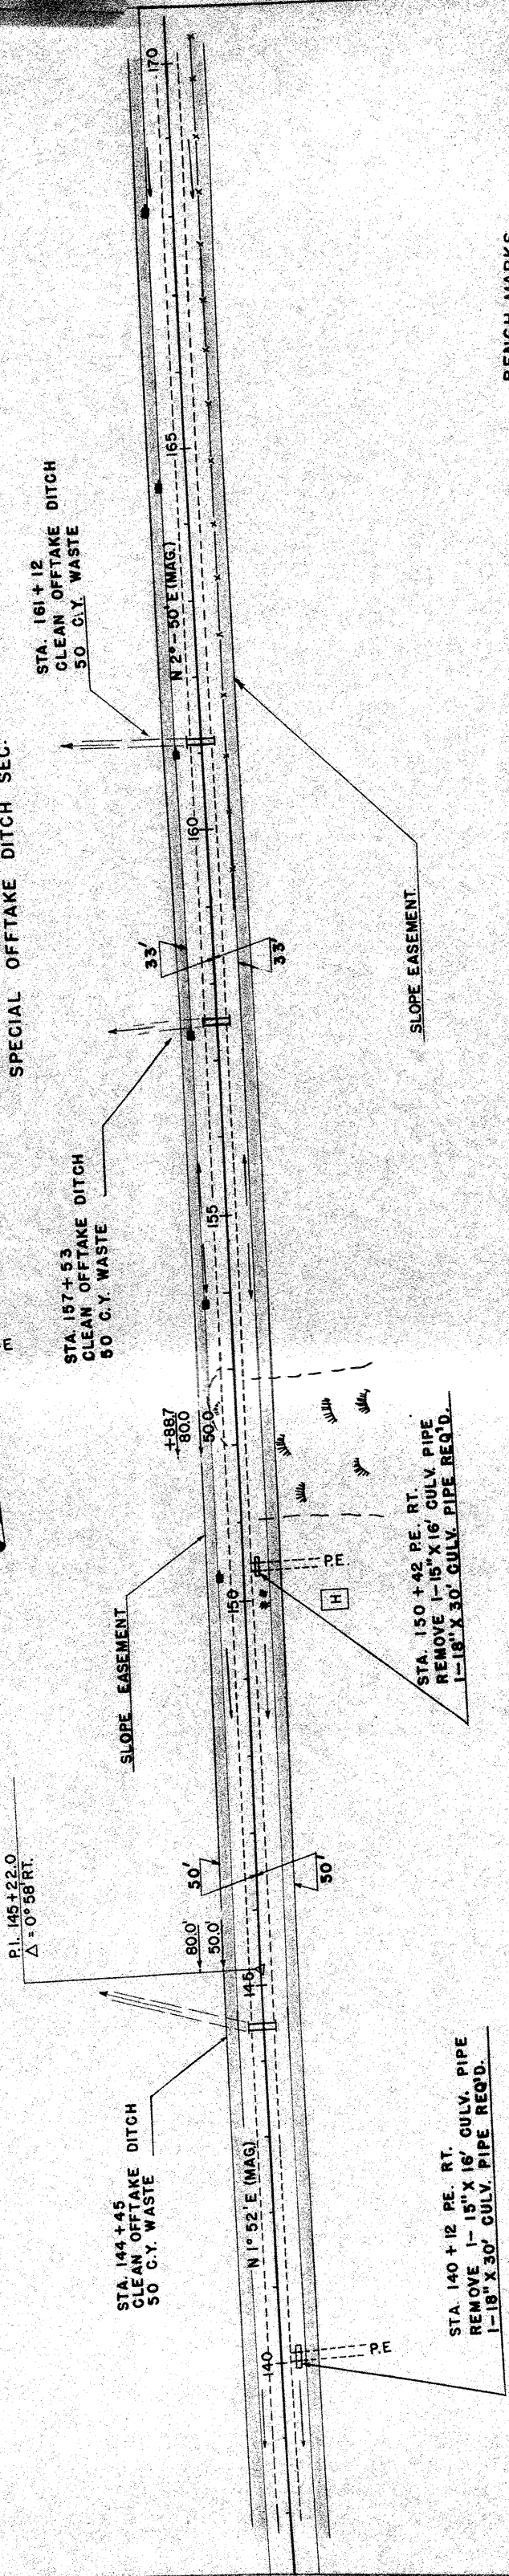 BENCH MARKS
170
STA. 161+12
CLEAN OFFTAKE DITCH
50 C.Y. WASTE
165
N 2°-50' E (MAG.)
SPECIAL OFFTAKE DITCH SEC.
160
33'
33'
SLOPE EASEMENT
STA. 157+53
CLEAN OFFTAKE DITCH
50 C.Y. WASTE
155
E
+88.7
80.0
50.0
P.E.
H
150
STA. 150+42 P.E. RT.
REMOVE 1-15"X16' CULV. PIPE
1-18"X 30' CULV. PIPE REQ'D.
SLOPE EASEMENT
50'
50'
P.I. 145+22.0
Δ = 0° 58' RT.
80.0'
50.0'
145
STA. 144+45
CLEAN OFFTAKE DITCH
50 C.Y. WASTE
N 1° 52' E (MAG)
STA 140+12 P.E. RT.
REMOVE 1- 15"X 16' CULV. PIPE
1-18" X 30' CULV. PIPE REQ'D.
140
P.E